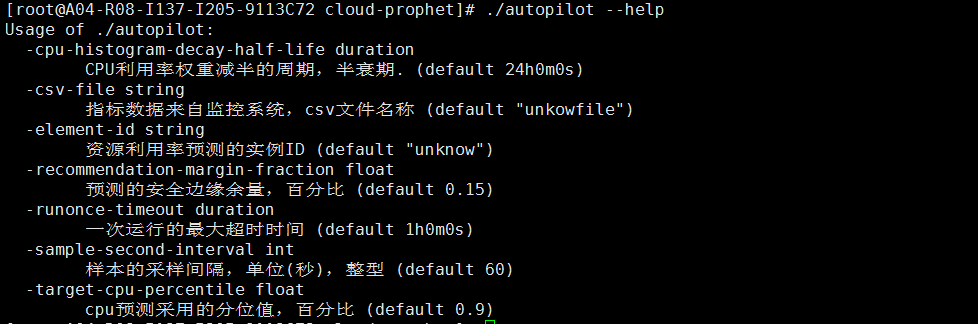 [root@A04-R08-I137-I205-9113C72 cloud-prophet]# ./autopilot --help
Usage of ./autopilot:
  -cpu-histogram-decay-half-life duration
        CPU利用率权重减半的周期，半衰期. (default 24h0m0s)
  -csv-file string
        指标数据来自监控系统，csv文件名称 (default "unkowfile")
  -element-id string
        资源利用率预测的实例ID (default "unknow")
  -recommendation-margin-fraction float
        预测的安全边缘余量，百分比 (default 0.15)
  -runonce-timeout duration
        一次运行的最大超时时间 (default 1h0m0s)
  -sample-second-interval int
        样本的采样间隔，单位(秒)，整型 (default 60)
  -target-cpu-percentile float
        cpu预测采用的分位值，百分比 (default 0.9)